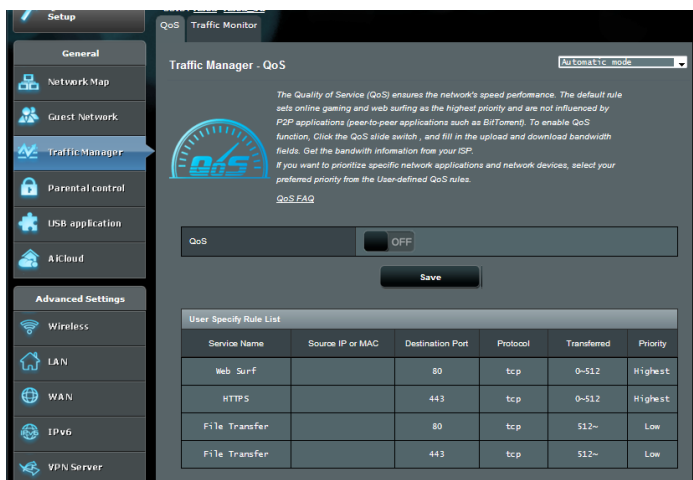 Setup
QoS Traffic Monitor
General
Network Map
Guest Network
Traffic Manager
Parental control
USB application
AiCloud
Advanced Settings
Wireless
LAN
WAN
IPv6
VPN Server
Traffic Manager - QoS
Automatic mode
The Quality of Service (QoS) ensures the network's speed performance. The default rule
sets online gaming and web surfing as the highest priority and are not influenced by
P2P applications (peer-to-peer applications such as BitTorrent). To enable QoS
function, Click the QoS slide switch , and fill in the upload and download bandwidth
fields. Get the bandwith information from your ISP.
If you want to prioritize specific network applications and network devices, select your
preferred priority from the User-defined QoS rules.
QoS
QoS FAQ
QoS OFF
Save
User Specify Rule List
Service Name Source IP or MAC Destination Port Protocol Transferred Priority
Web Surf 80 tcp 0~512 Highest
HTTPS 443 tcp 0~512 Highest
File Transfer 80 tcp 512~ Low
File Transfer 443 tcp 512~ Low